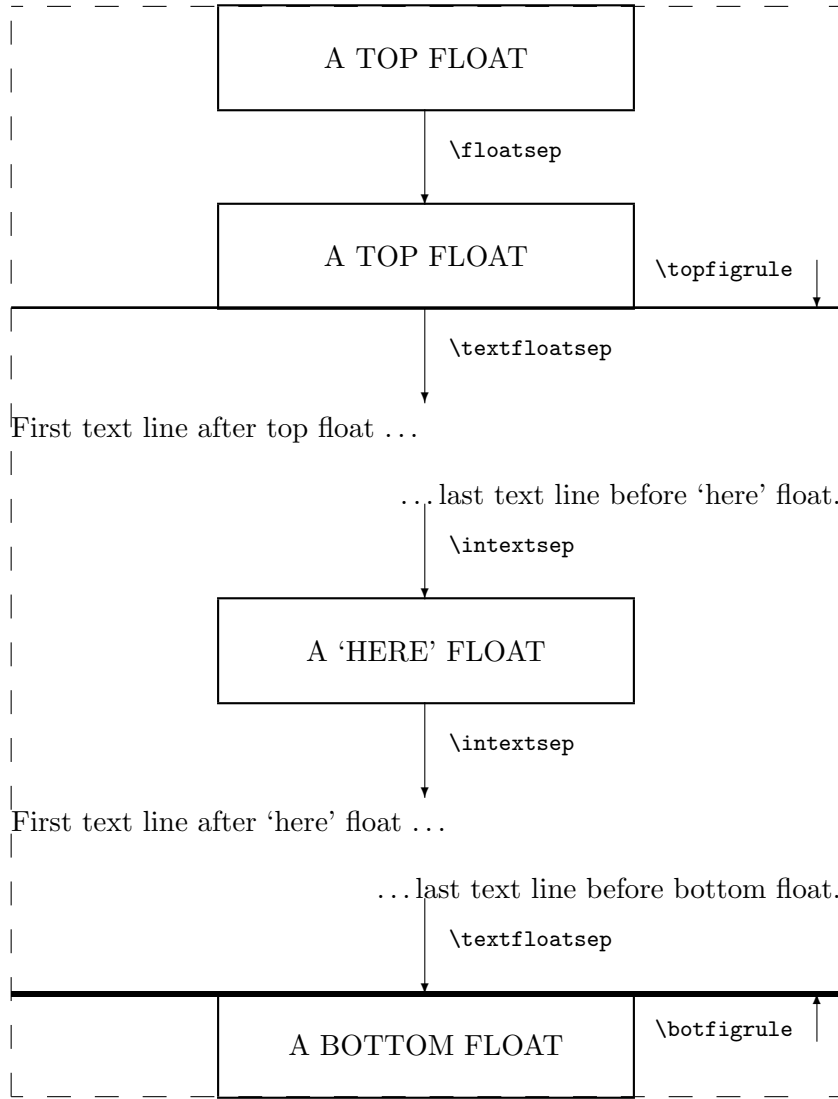 A TOP FLOAT
\floatsep
A TOP FLOAT
\topfigrule
\textfloatsep
First text line after top float …
…last text line before ‘here’ float.
\intextsep
A ‘HERE’ FLOAT
\intextsep
First text line after ‘here’ float …
…last text line before bottom float.
\textfloatsep
\botfigrule
A BOTTOM FLOAT